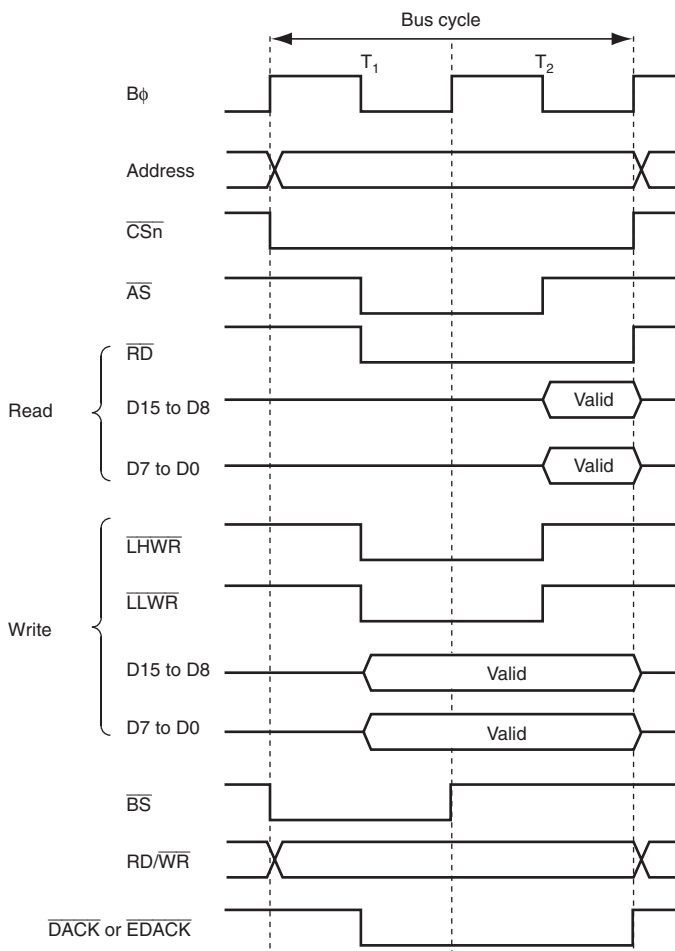 Bus cycle
T1 T2
Bϕ
Address
CSn
AS
RD
Read
D15 to D8 Valid
D7 to D0 Valid
LHWR
LLWR
Write
D15 to D8 Valid
D7 to D0 Valid
BS
RD/WR
DACK or EDACK